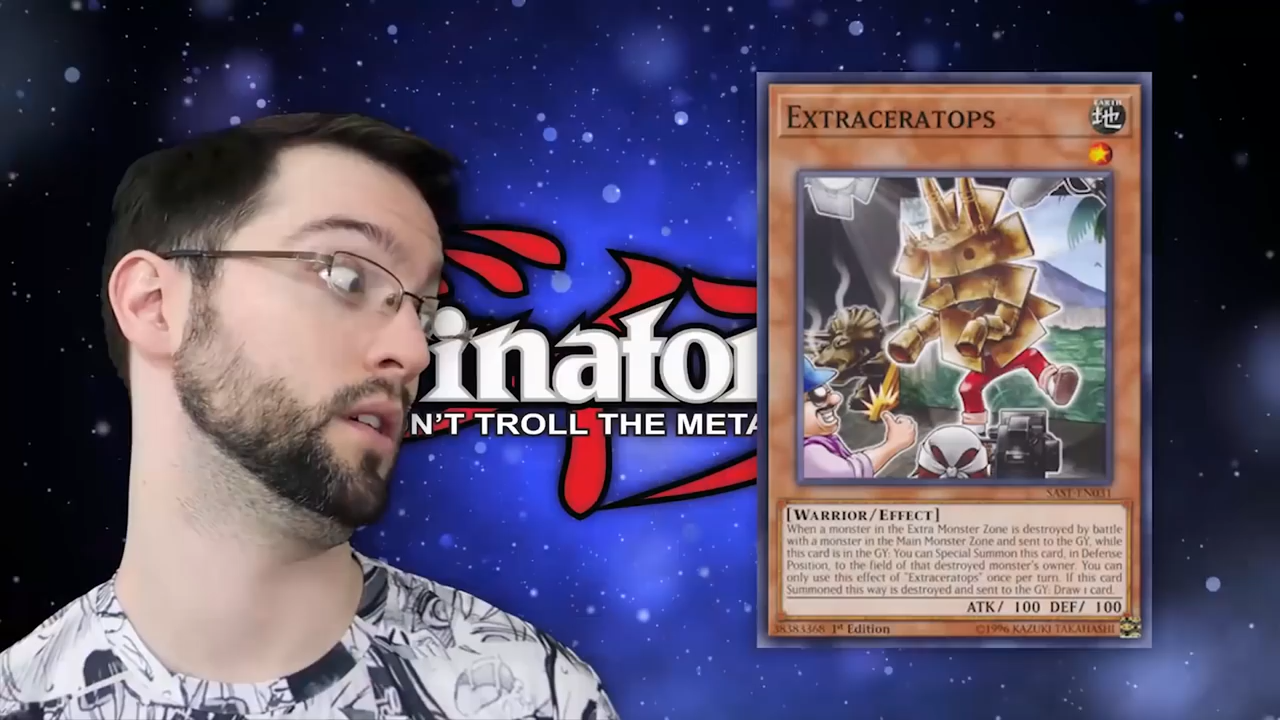 inator
N'T TROLL THE META
EXTRACERATOPS
EARTH
地
SAST-EN031
[WARRIOR/EFFECT]
When a monster in the Extra Monster Zone is destroyed by battle
with a monster in the Main Monster Zone and sent to the GY, while
this card is in the GY: You can Special Summon this card, in Defense
Position, to the field of that destroyed monster's owner. You can
only use this effect of "Extraceratops" once per turn. If this card
Summoned this way is destroyed and sent to the GY: Draw 1 card.
ATK/ 100 DEF/ 100
38383368 1st Edition ©1996 KAZUKI TAKAHASHI